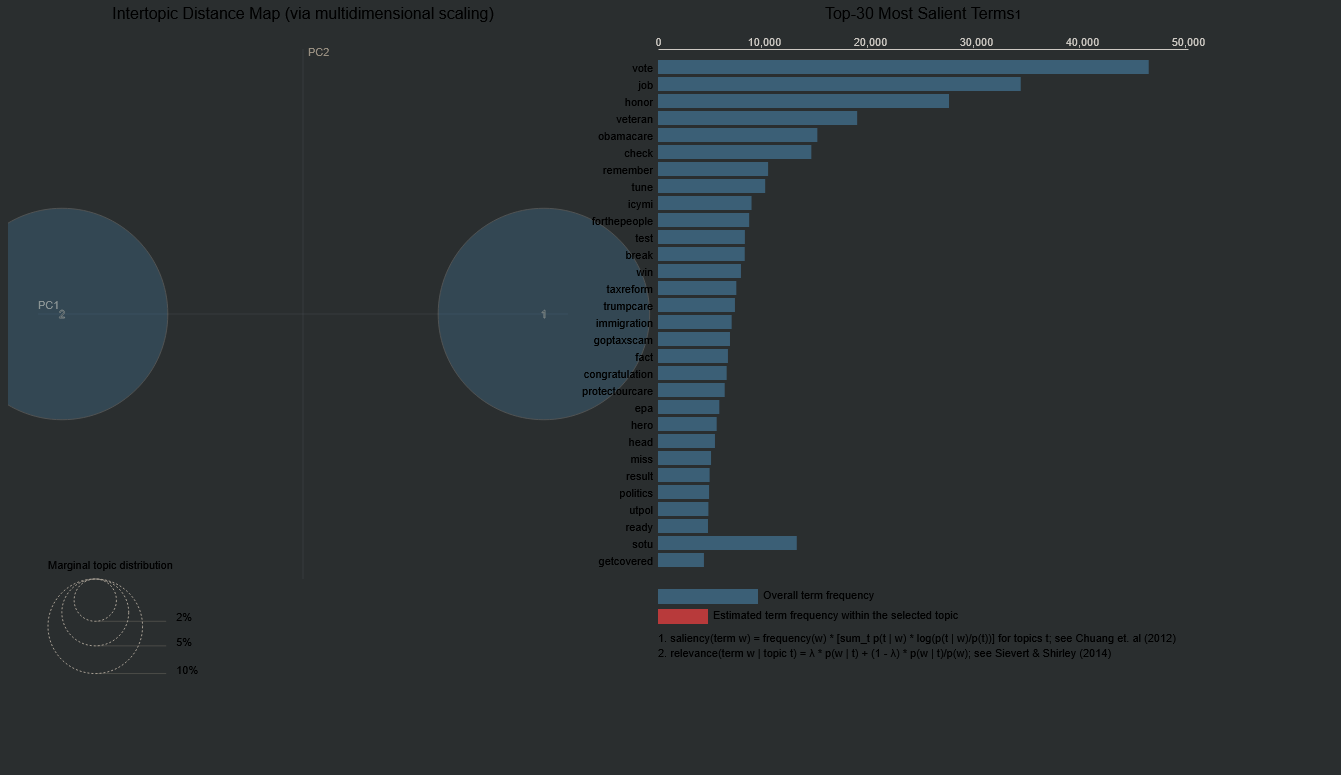 Intertopic Distance Map (via multidimensional scaling)
PC2
PC1
2
1
Marginal topic distribution
2%
5%
10%
Top-30 Most Salient Terms1
0 10,000 20,000 30,000 40,000 50,000
vote
job
honor
veteran
obamacare
check
remember
tune
icymi
forthepeople
test
break
win
taxreform
trumpcare
immigration
goptaxscam
fact
congratulation
protectourcare
epa
hero
head
miss
result
politics
utpol
ready
sotu
getcovered
Overall term frequency
Estimated term frequency within the selected topic
1. saliency(term w) = frequency(w) * [sum_t p(t | w) * log(p(t | w)/p(t))] for topics t; see Chuang et. al (2012)
2. relevance(term w | topic t) = λ * p(w | t) + (1 - λ) * p(w | t)/p(w); see Sievert & Shirley (2014)